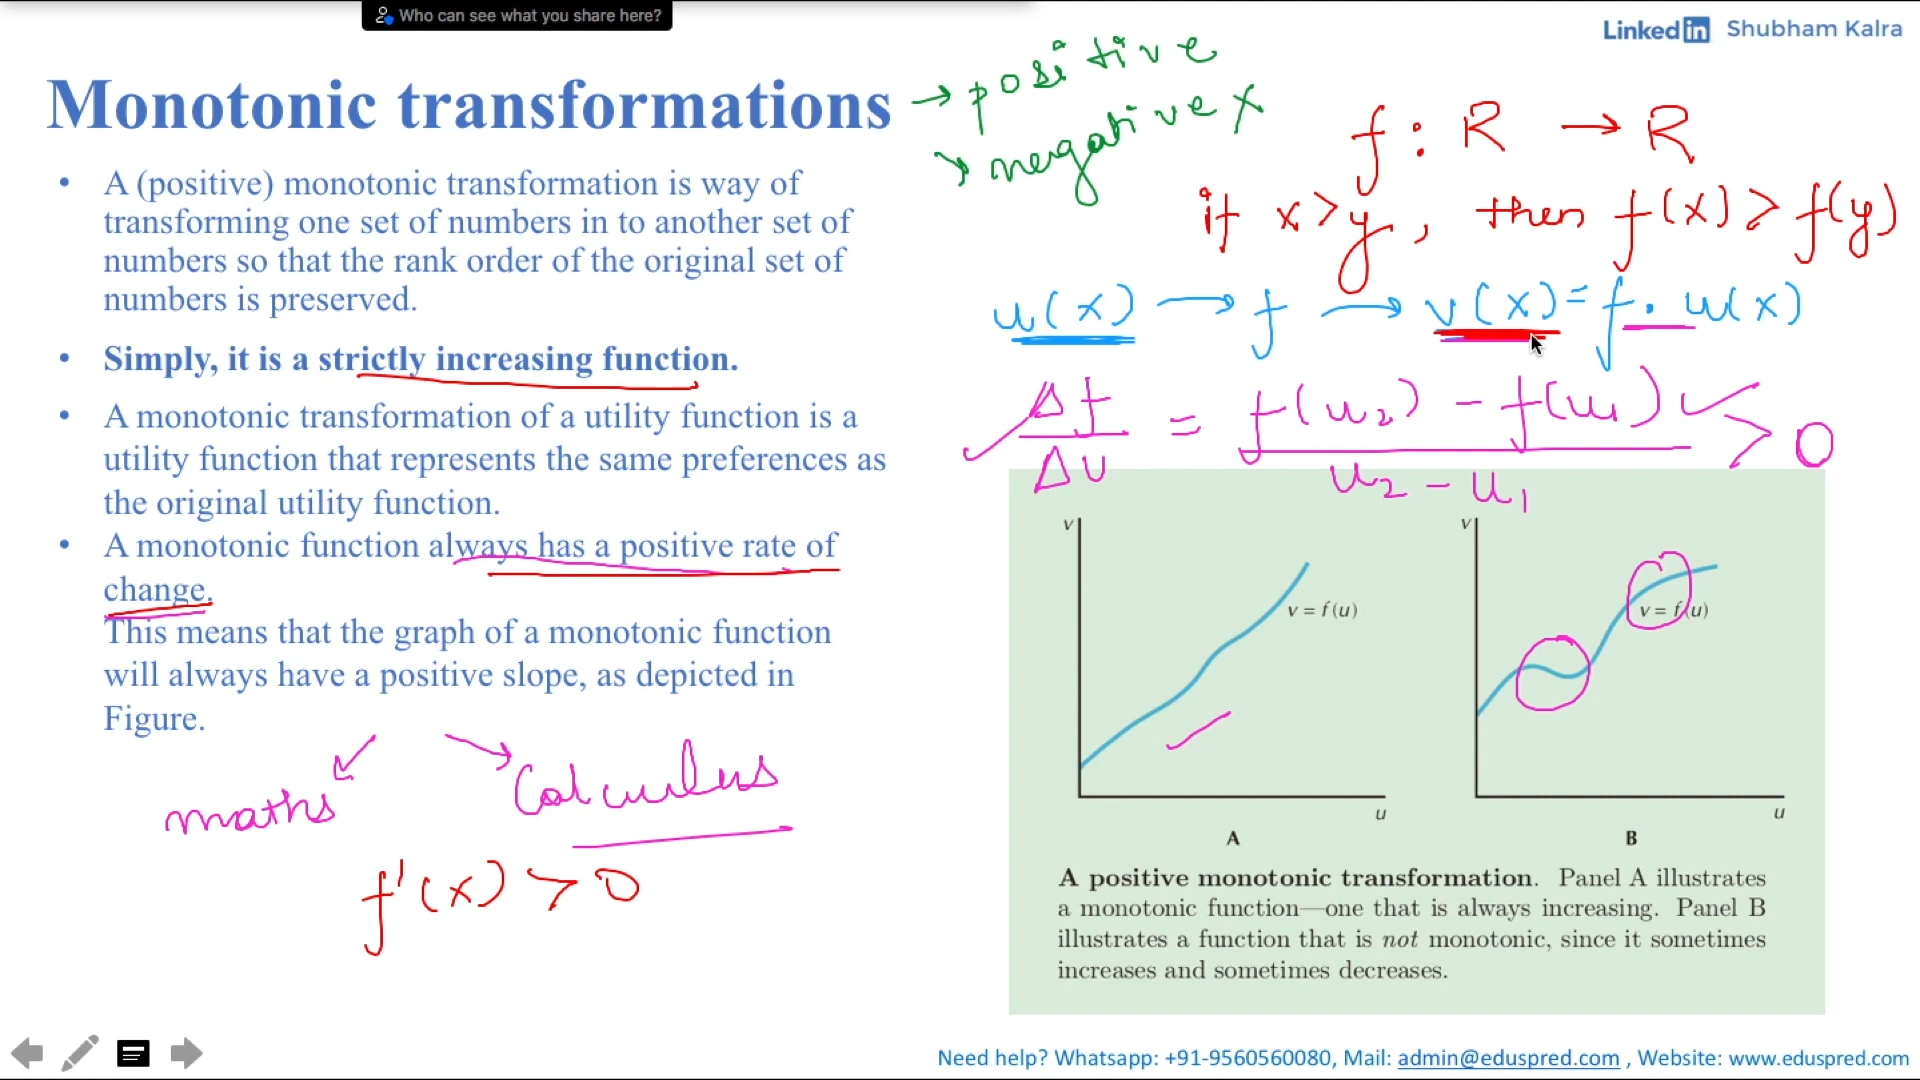 Who can see what you share here?
Linked in Shubham Kalra
Monotonic transformations
→ positive
↘ negative X
f : R → R
if x > y , then f(x) > f(y)
u(x) → f → v(x) = f . u(x)
Δf / ΔU = f(u2) - f(u1) / u2 - u1 > 0
• A (positive) monotonic transformation is way of
transforming one set of numbers in to another set of
numbers so that the rank order of the original set of
numbers is preserved.
• Simply, it is a strictly increasing function.
• A monotonic transformation of a utility function is a
utility function that represents the same preferences as
the original utility function.
• A monotonic function always has a positive rate of
change.
This means that the graph of a monotonic function
will always have a positive slope, as depicted in
Figure.
maths
Calculus
f'(x) > 0
v
v = f(u)
u
A
v
v = f(u)
u
B
A positive monotonic transformation. Panel A illustrates
a monotonic function—one that is always increasing. Panel B
illustrates a function that is not monotonic, since it sometimes
increases and sometimes decreases.
Need help? Whatsapp: +91-9560560080, Mail: admin@eduspred.com , Website: www.eduspred.com